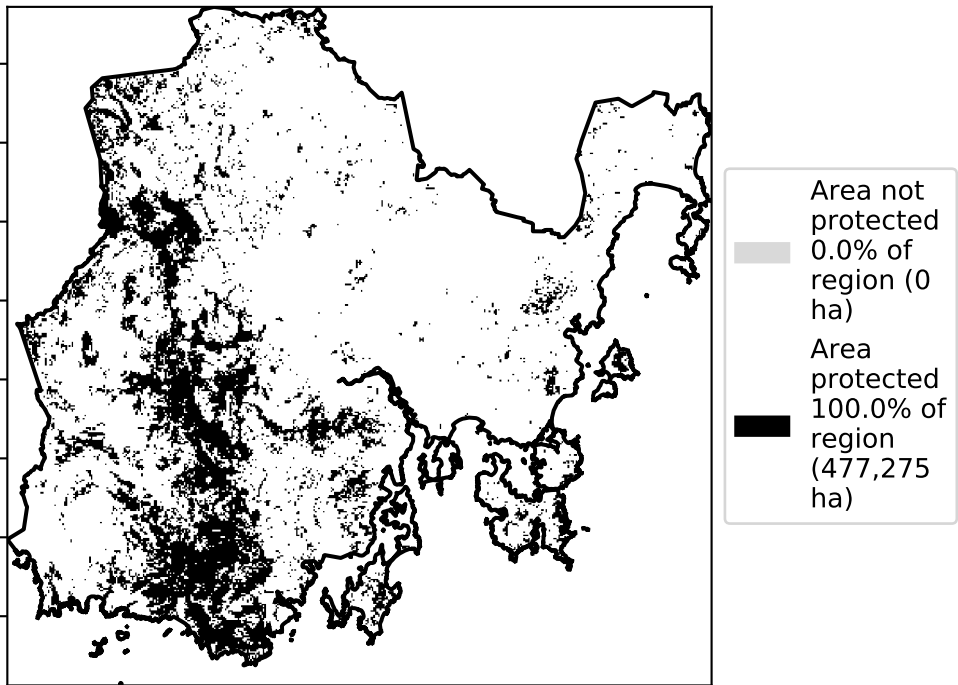 Area not
protected
0.0% of
region (0
ha)
Area
protected
100.0% of
region
(477,275
ha)